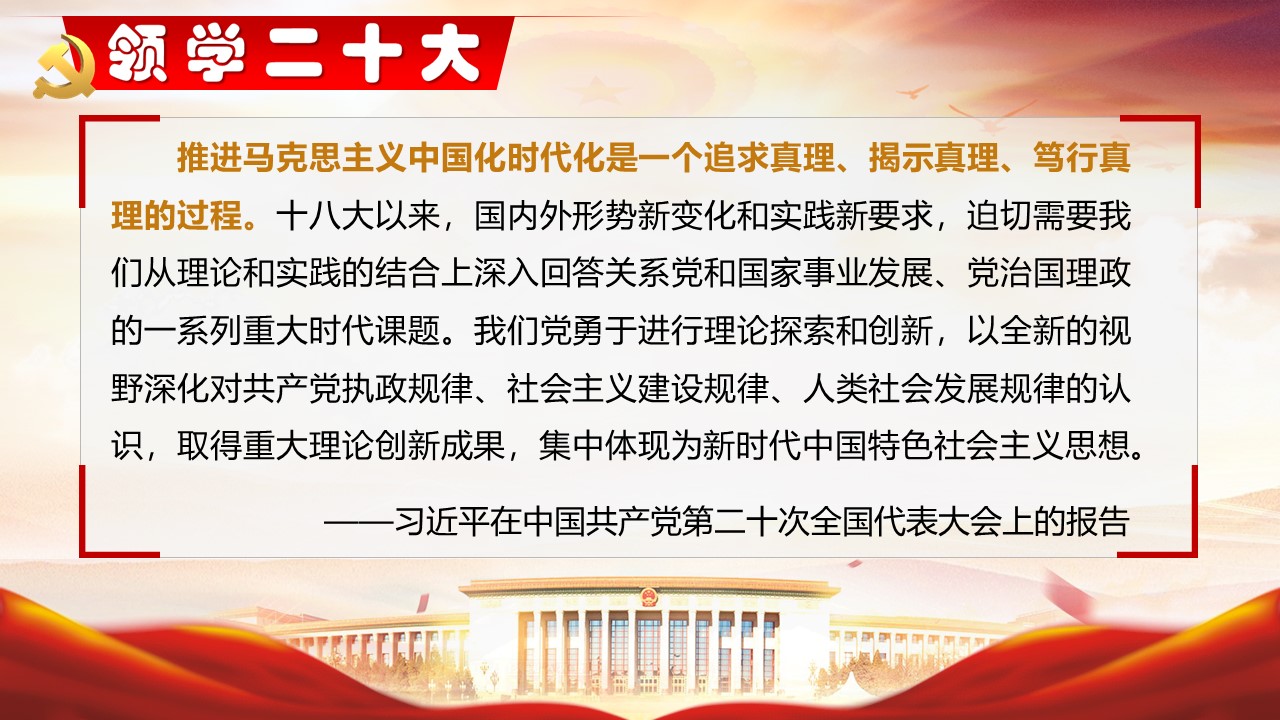 领学二十大
推进马克思主义中国化时代化是一个追求真理、揭示真理、笃行真
理的过程。十八大以来，国内外形势新变化和实践新要求，迫切需要我
们从理论和实践的结合上深入回答关系党和国家事业发展、党治国理政
的一系列重大时代课题。我们党勇于进行理论探索和创新，以全新的视
野深化对共产党执政规律、社会主义建设规律、人类社会发展规律的认
识，取得重大理论创新成果，集中体现为新时代中国特色社会主义思想。
——习近平在中国共产党第二十次全国代表大会上的报告